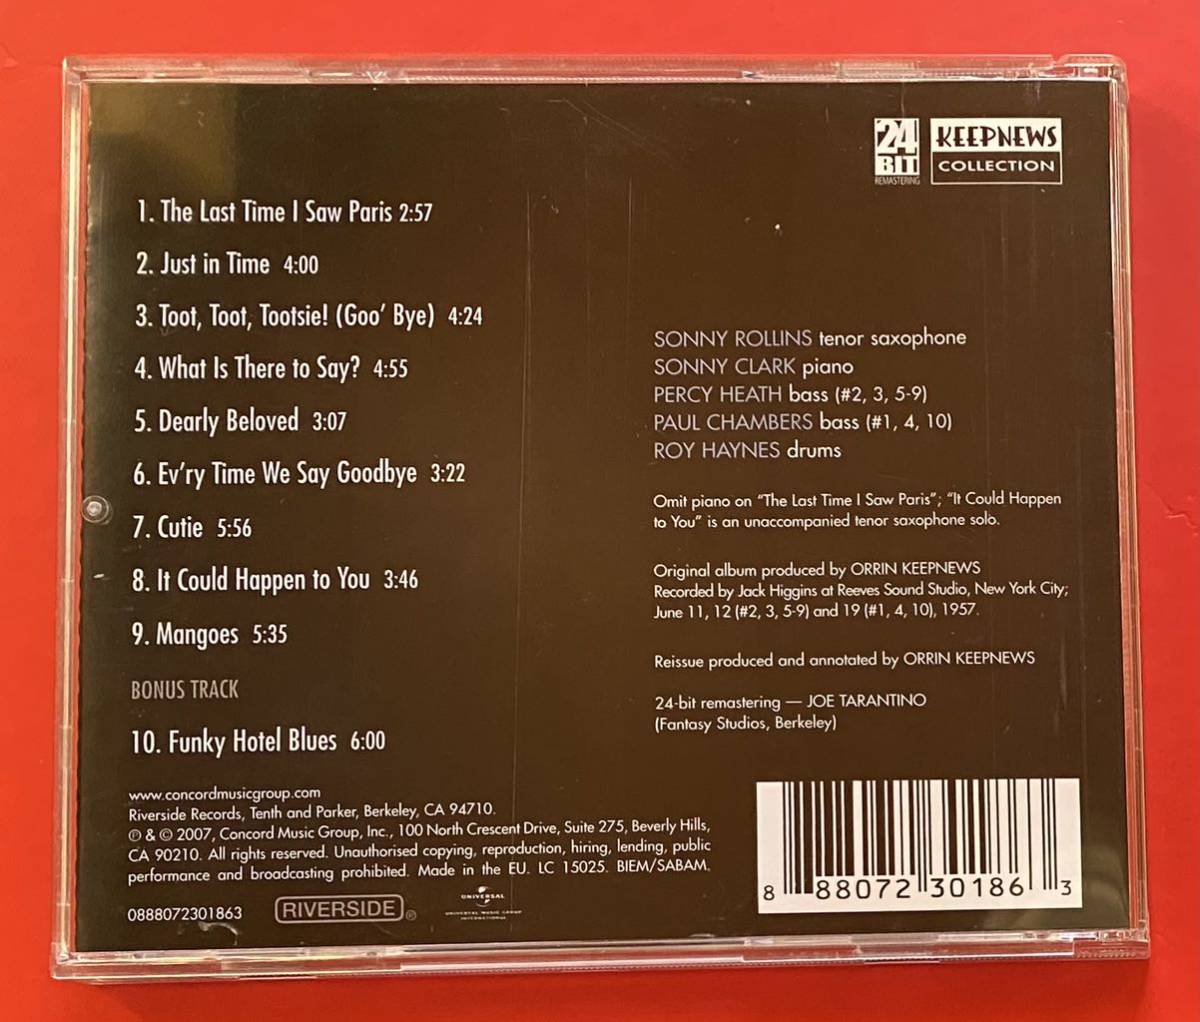 24 BIT REMASTERING
KEEPNEWS
COLLECTION
1. The Last Time I Saw Paris 2:57
2. Just in Time 4:00
3. Toot, Toot, Tootsie! (Goo' Bye) 4:24
4. What Is There to Say? 4:55
5. Dearly Beloved 3:07
6. Ev'ry Time We Say Goodbye 3:22
7. Cutie 5:56
8. It Could Happen to You 3:46
9. Mangoes 5:35
BONUS TRACK
10. Funky Hotel Blues 6:00
SONNY ROLLINS tenor saxophone
SONNY CLARK piano
PERCY HEATH bass (#2, 3, 5-9)
PAUL CHAMBERS bass (#1, 4, 10)
ROY HAYNES drums
Omit piano on "The Last Time I Saw Paris"; "It Could Happen
to You" is an unaccompanied tenor saxophone solo.
Original album produced by ORRIN KEEPNEWS
Recorded by Jack Higgins at Reeves Sound Studio, New York City;
June 11, 12 (#2, 3, 5-9) and 19 (#1, 4, 10), 1957.
Reissue produced and annotated by ORRIN KEEPNEWS
24-bit remastering — JOE TARANTINO
(Fantasy Studios, Berkeley)
www.concordmusicgroup.com
Riverside Records, Tenth and Parker, Berkeley, CA 94710.
℗ & © 2007, Concord Music Group, Inc., 100 North Crescent Drive, Suite 275, Beverly Hills,
CA 90210. All rights reserved. Unauthorised copying, reproduction, hiring, lending, public
performance and broadcasting prohibited. Made in the EU. LC 15025. BIEM/SABAM.
0888072301863
RIVERSIDE®
UNIVERSAL
UNIVERSAL MUSIC GROUP
INTERNATIONAL
8 88072 30186 3